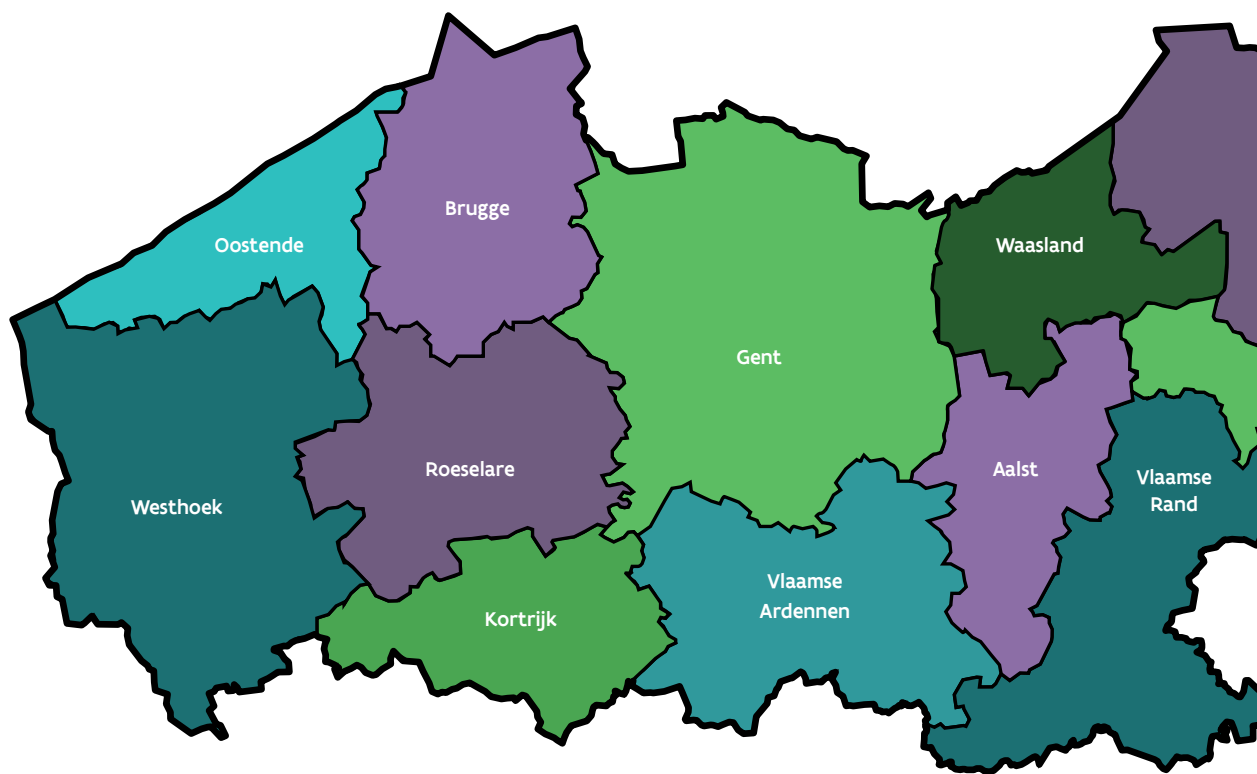 Brugge
Oostende
Waasland
Gent
Roeselare
Aalst
Vlaamse
Rand
Westhoek
Vlaamse
Ardennen
Kortrijk